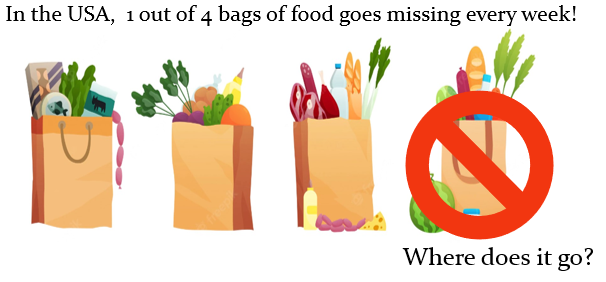 In the USA, 1 out of 4 bags of food goes missing every week!
Where does it go?